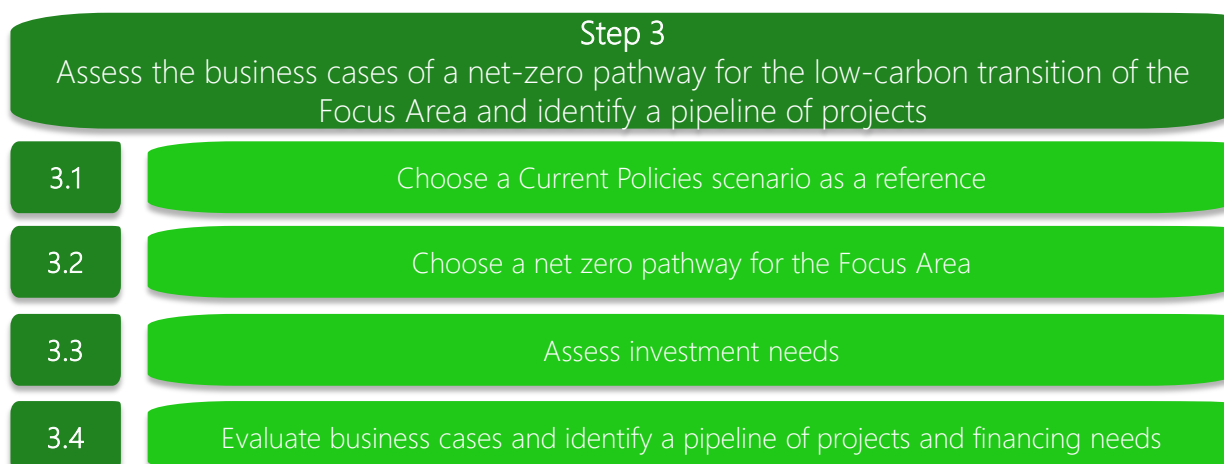 Step 3
Assess the business cases of a net-zero pathway for the low-carbon transition of the
Focus Area and identify a pipeline of projects
3.1
Choose a Current Policies scenario as a reference
3.2
Choose a net zero pathway for the Focus Area
3.3
Assess investment needs
3.4
Evaluate business cases and identify a pipeline of projects and financing needs